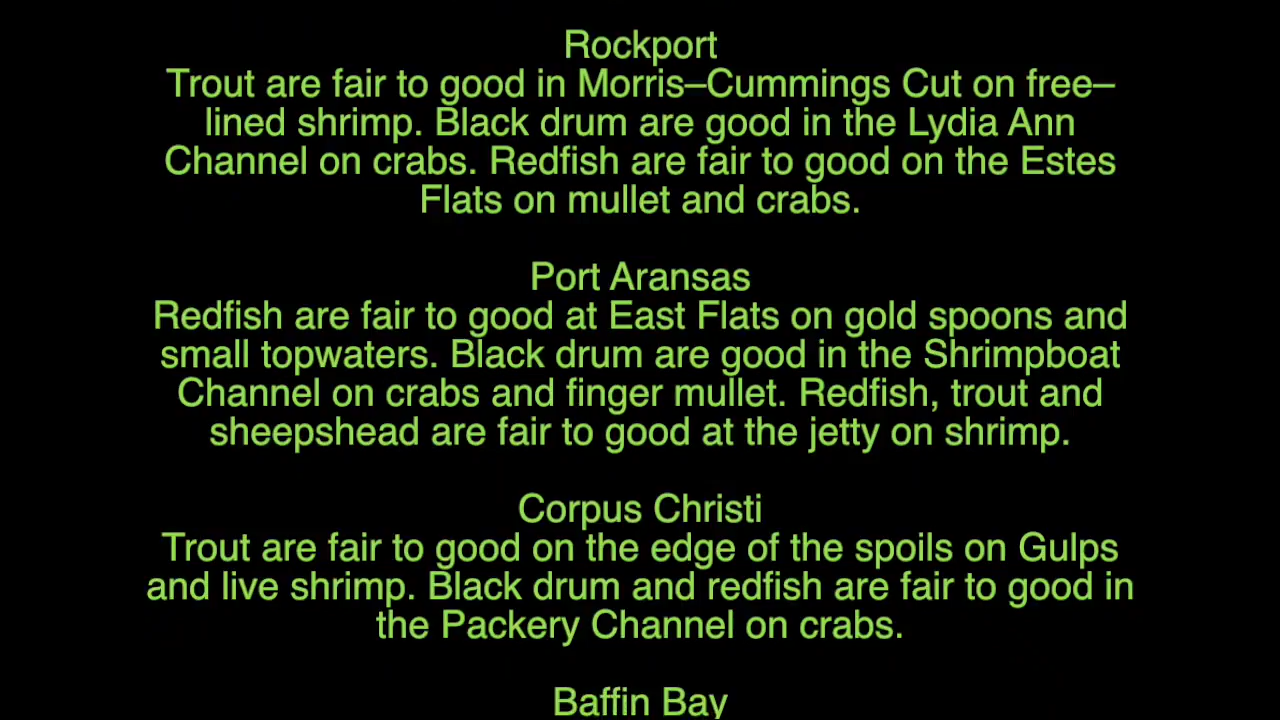 Rockport
Trout are fair to good in Morris–Cummings Cut on free–
lined shrimp. Black drum are good in the Lydia Ann
Channel on crabs. Redfish are fair to good on the Estes
Flats on mullet and crabs.
Port Aransas
Redfish are fair to good at East Flats on gold spoons and
small topwaters. Black drum are good in the Shrimpboat
Channel on crabs and finger mullet. Redfish, trout and
sheepshead are fair to good at the jetty on shrimp.
Corpus Christi
Trout are fair to good on the edge of the spoils on Gulps
and live shrimp. Black drum and redfish are fair to good in
the Packery Channel on crabs.
Baffin Bay